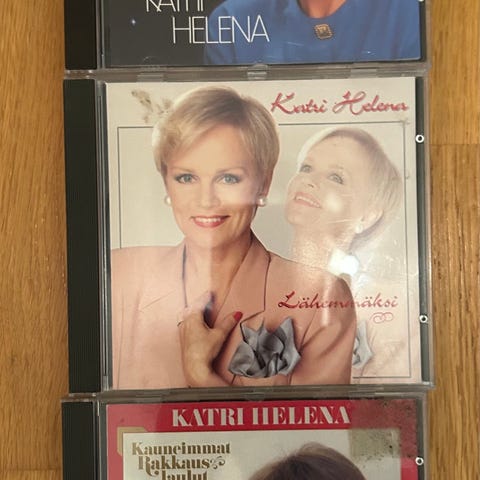 KATRI
HELENA
Katri Helena
Lähemmäksi
KATRI HELENA
Kauneimmat
Rakkaus
laulut